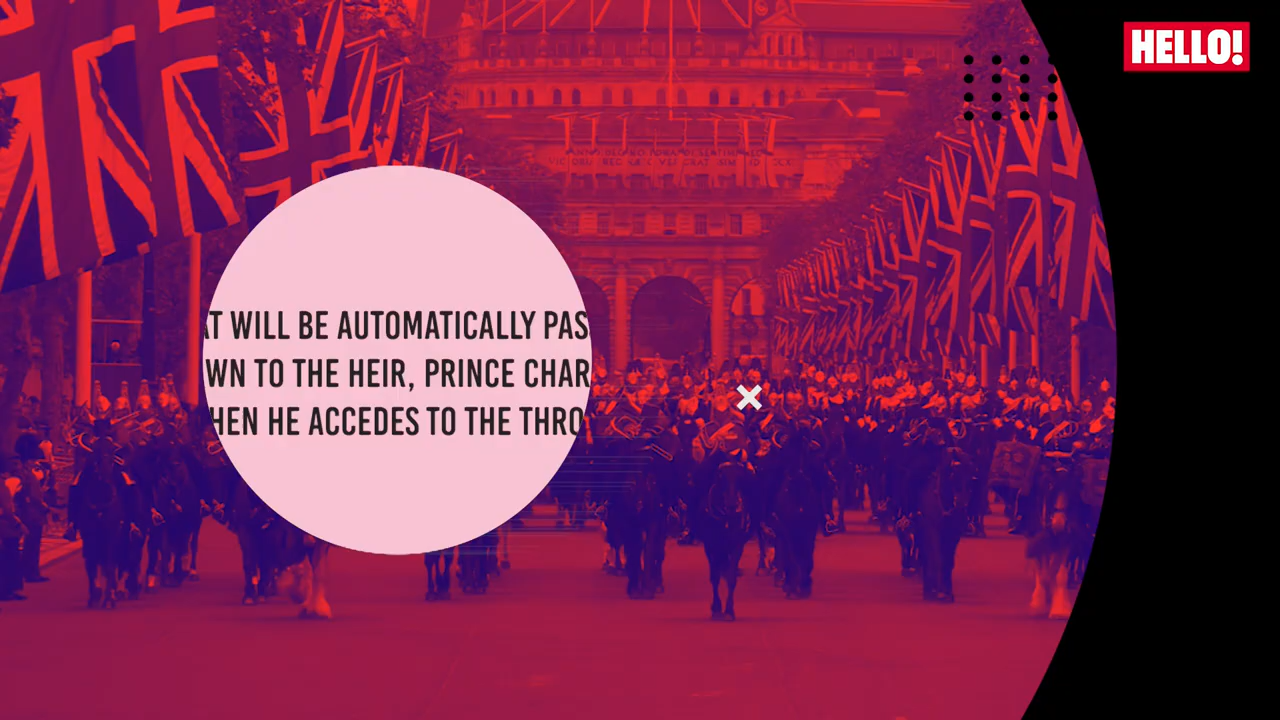 HELLO!
AT WILL BE AUTOMATICALLY PAS
WN TO THE HEIR, PRINCE CHAR
HEN HE ACCEDES TO THE THRO